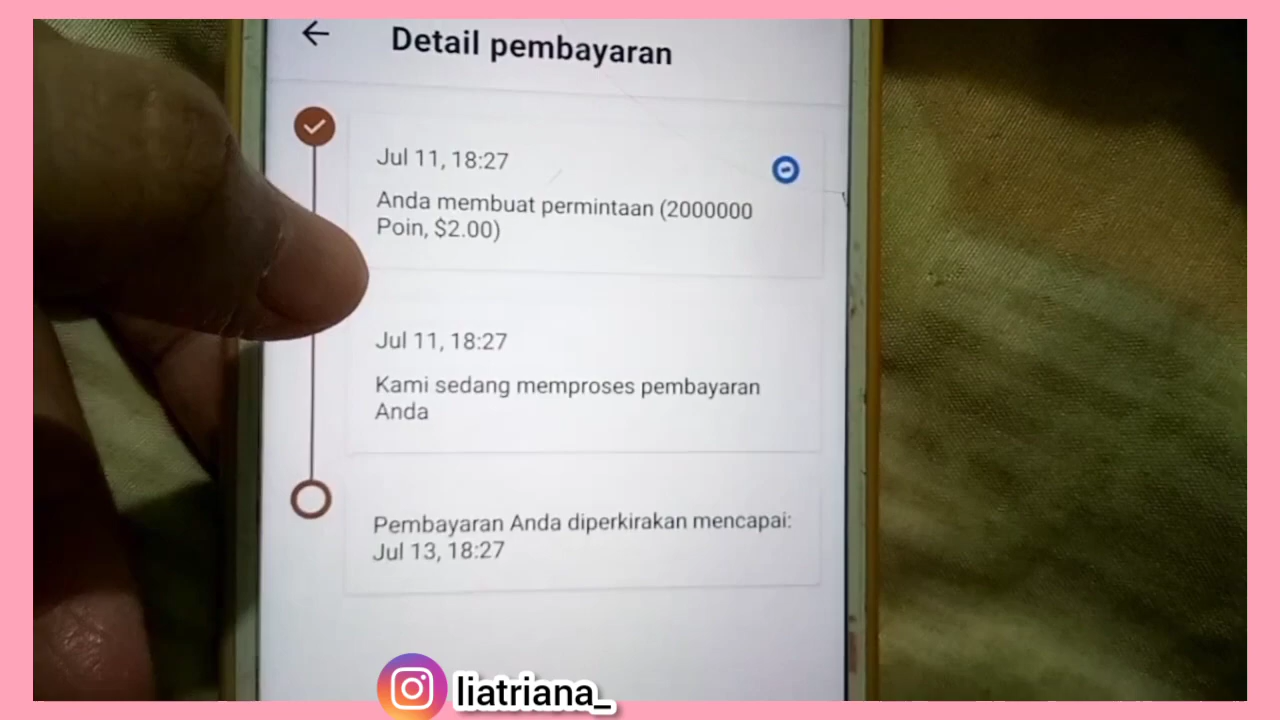 Detail pembayaran
Jul 11, 18:27
Anda membuat permintaan (2000000
Poin, $2.00)
Jul 11, 18:27
Kami sedang memproses pembayaran
Anda
Pembayaran Anda diperkirakan mencapai:
Jul 13, 18:27
liatriana_